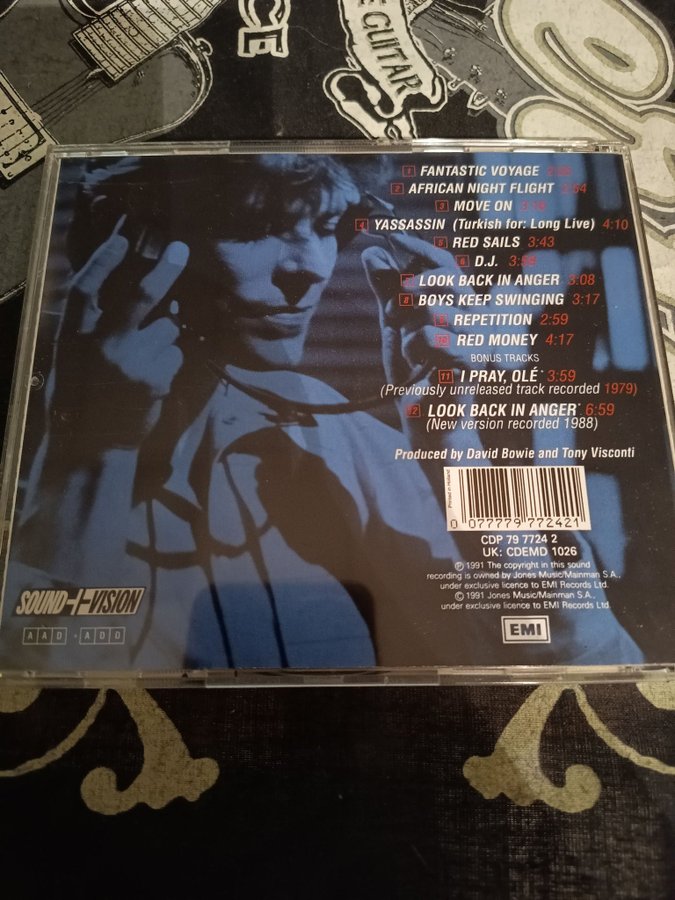 CE
E GUITAR
1 FANTASTIC VOYAGE
2 AFRICAN NIGHT FLIGHT 2:54
3 MOVE ON
4 YASSASSIN (Turkish for: Long Live) 4:10
5 RED SAILS 3:43
6 D.J.
7 LOOK BACK IN ANGER 3:08
8 BOYS KEEP SWINGING 3:17
9 REPETITION 2:59
10 RED MONEY 4:17
BONUS TRACKS
11 I PRAY, OLÉ* 3:59
(Previously unreleased track recorded 1979)
12 LOOK BACK IN ANGER* 6:59
(New version recorded 1988)
Produced by David Bowie and Tony Visconti
Printed in Holland
0 077779 772421
CDP 79 7724 2
UK: CDEMD 1026
℗ 1991 The copyright in this sound
recording is owned by Jones Music/Mainman S.A.,
under exclusive licence to EMI Records Ltd.
© 1991 Jones Music/Mainman S.A.,
under exclusive licence to EMI Records Ltd.
EMI
SOUND+VISION
AAD • ADD